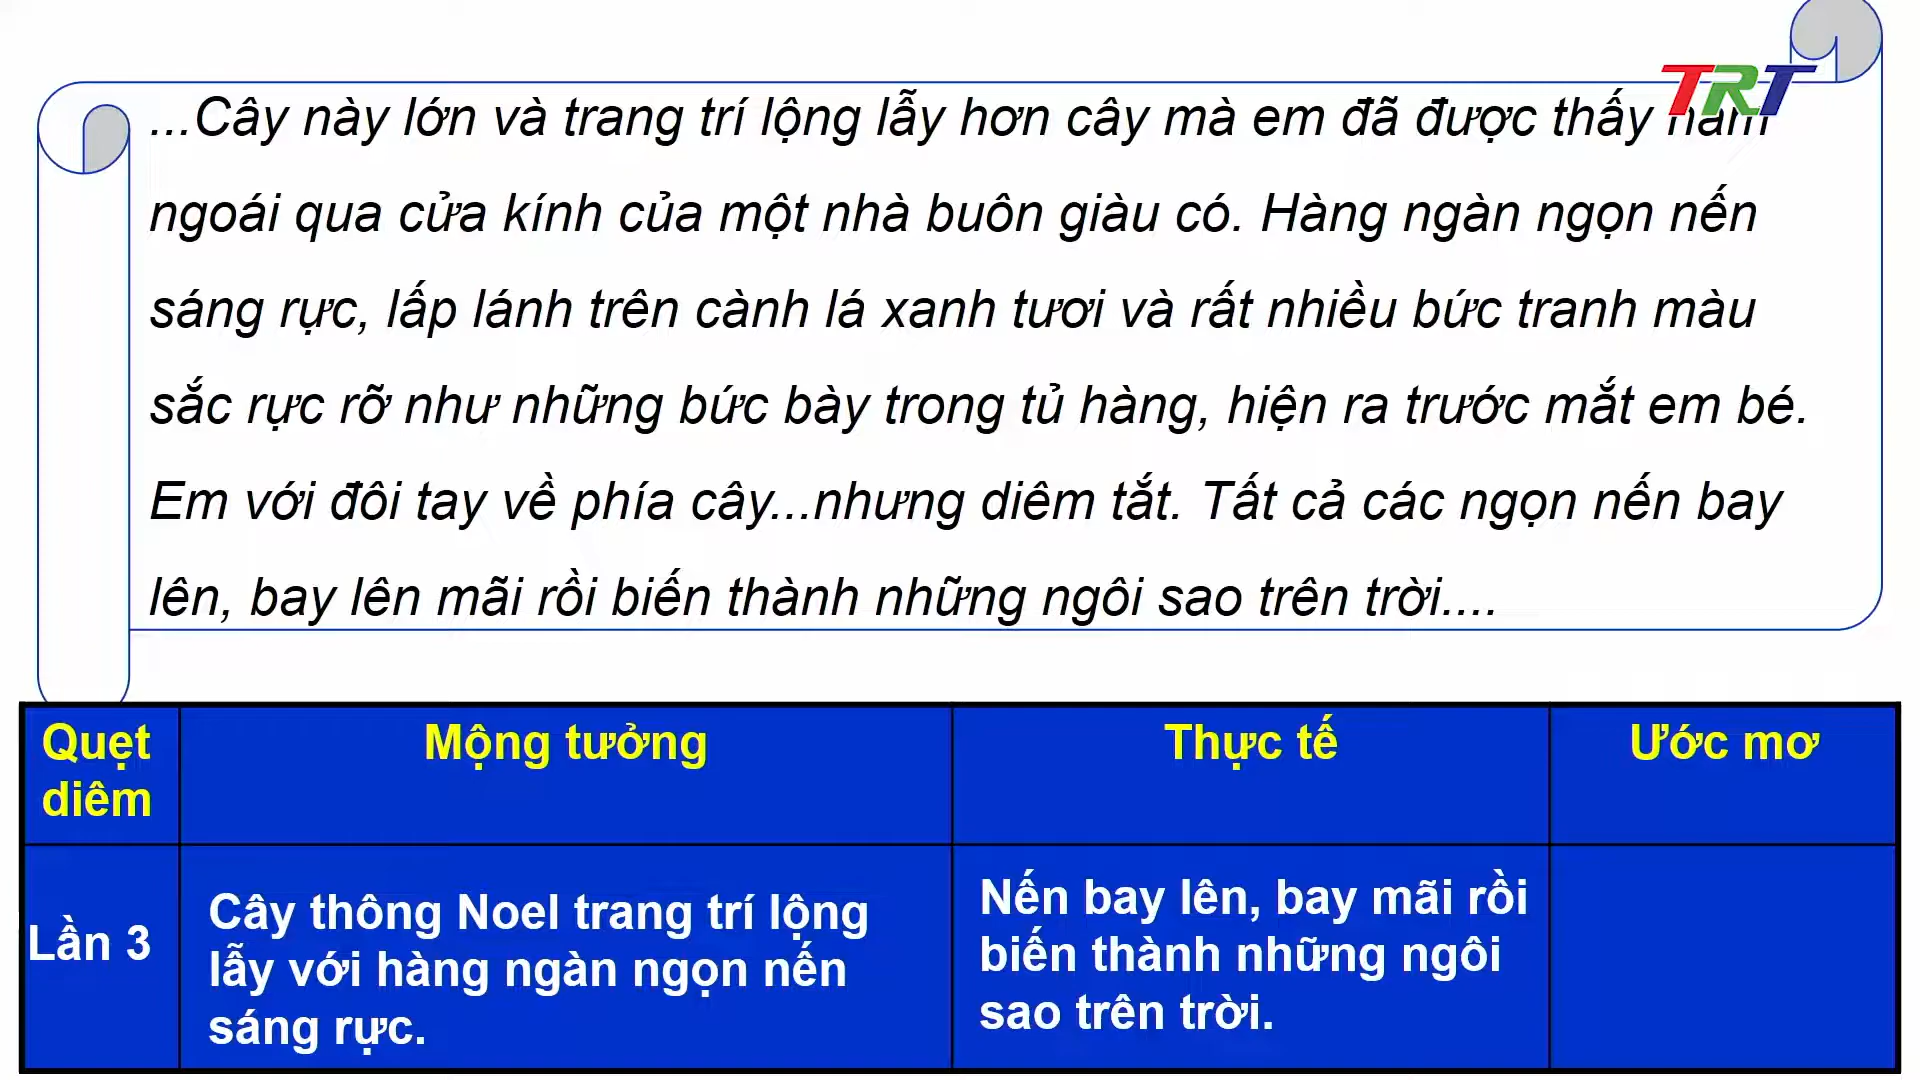 TRT
...Cây này lớn và trang trí lộng lẫy hơn cây mà em đã được thấy năm
ngoái qua cửa kính của một nhà buôn giàu có. Hàng ngàn ngọn nến
sáng rực, lấp lánh trên cành lá xanh tươi và rất nhiều bức tranh màu
sắc rực rỡ như những bức bày trong tủ hàng, hiện ra trước mắt em bé.
Em với đôi tay về phía cây...nhưng diêm tắt. Tất cả các ngọn nến bay
lên, bay lên mãi rồi biến thành những ngôi sao trên trời....
Quẹt
diêm
Mộng tưởng
Thực tế
Ước mơ
Lần 3
Cây thông Noel trang trí lộng
lẫy với hàng ngàn ngọn nến
sáng rực.
Nến bay lên, bay mãi rồi
biến thành những ngôi
sao trên trời.